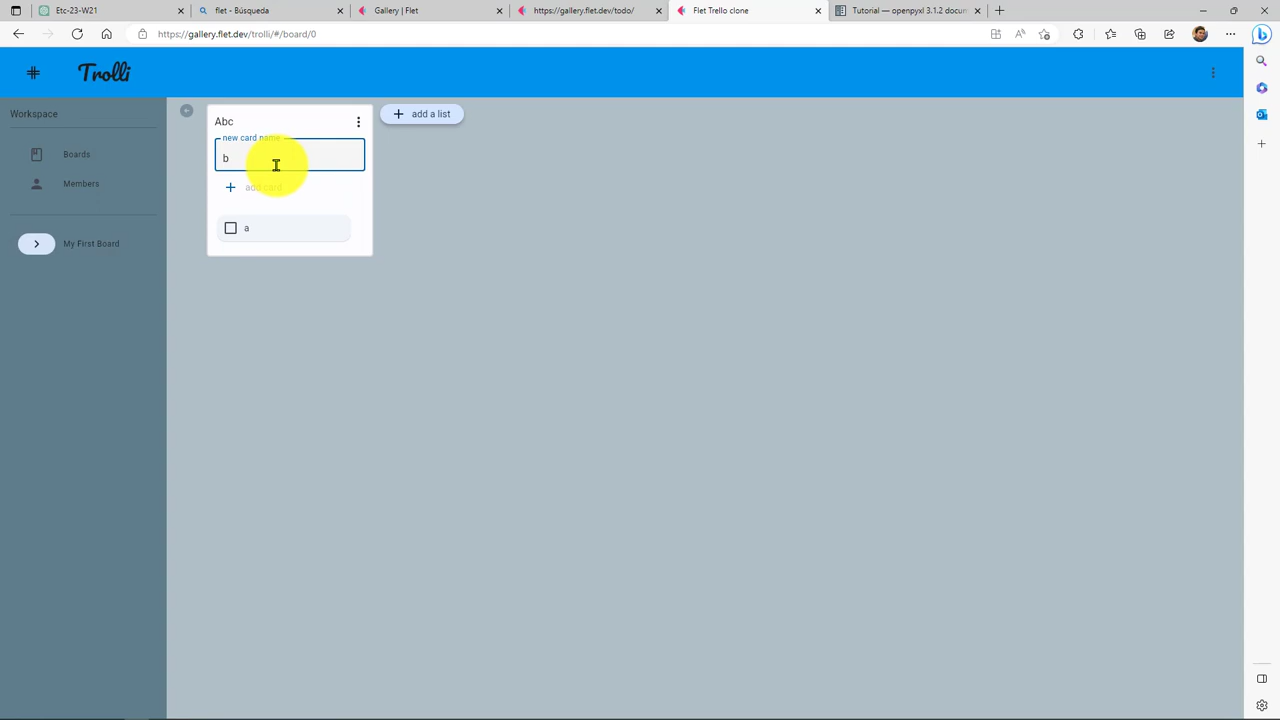 Etc-23-W21
flet - Búsqueda
Gallery | Flet
https://gallery.flet.dev/todo/
Flet Trello clone
Tutorial — openpyxl 3.1.2 docum
https://gallery.flet.dev/trolli/#/board/0
Trolli
Workspace
Boards
Members
My First Board
Abc
new card name
b
add card
a
add a list